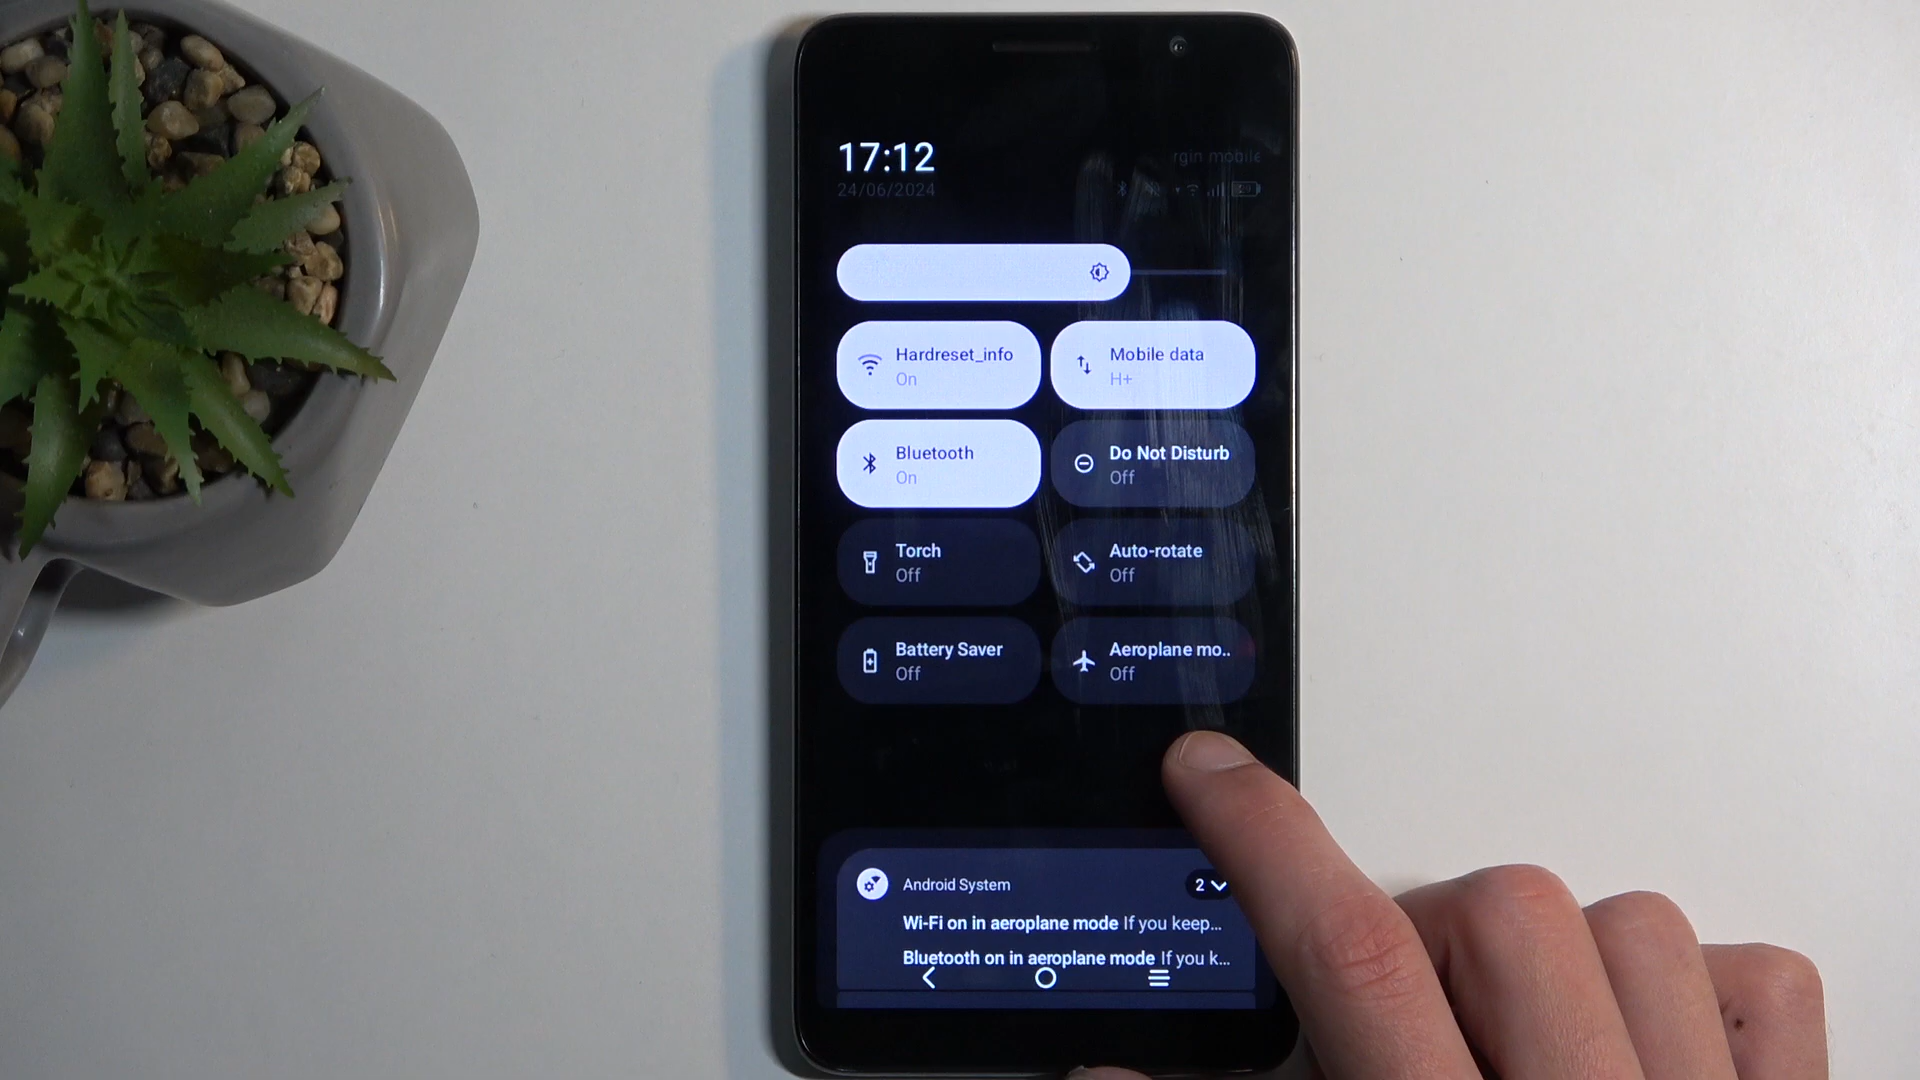 17:12
rgin mobile
24/06/2024
Hardreset_info
On
Mobile data
H+
Bluetooth
On
Do Not Disturb
Off
Torch
Off
Auto-rotate
Off
Battery Saver
Off
Aeroplane mo..
Off
Android System
2
Wi-Fi on in aeroplane mode If you keep...
Bluetooth on in aeroplane mode If you k...